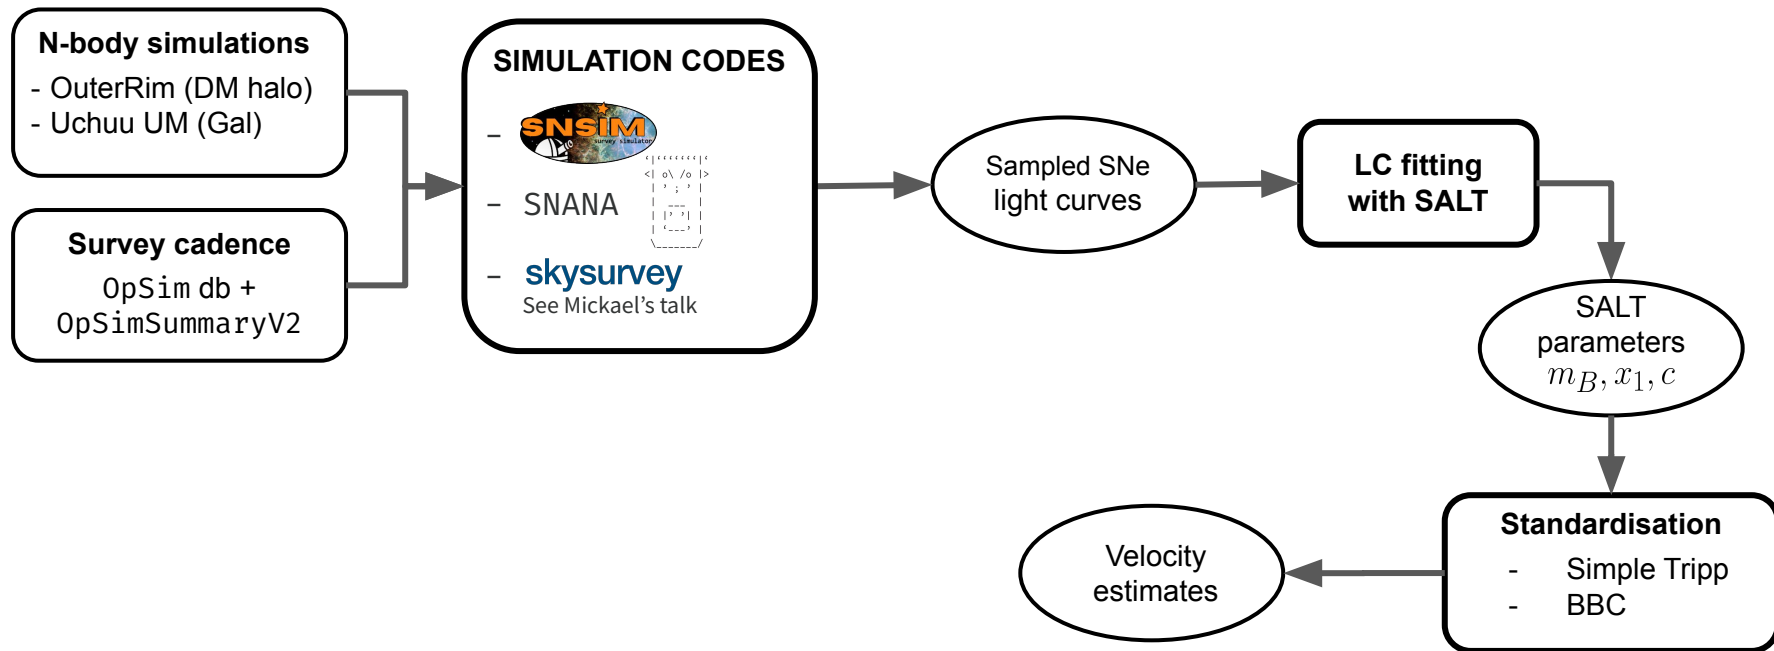 N-body simulations
- OuterRim (DM halo)
- Uchuu UM (Gal)
Survey cadence
OpSim db +
OpSimSummaryV2
SIMULATION CODES
- SNSIM
survey simulator
- SNANA
- skysurvey
See Mickael's talk
Sampled SNe
light curves
LC fitting
with SALT
SALT
parameters
m_B, x_1, c
Standardisation
- Simple Tripp
- BBC
Velocity
estimates